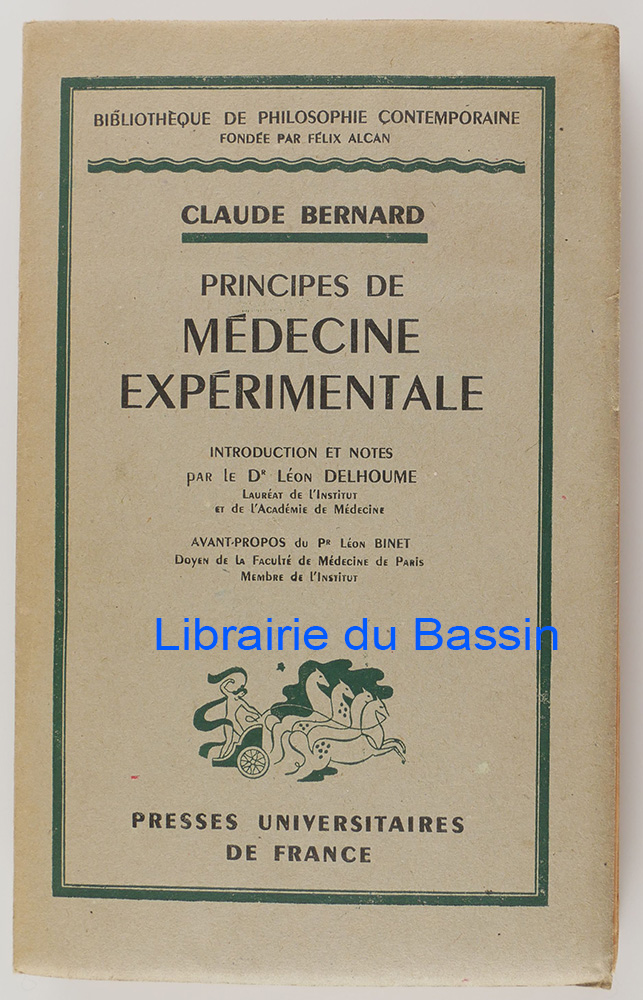 BIBLIOTHÈQUE DE PHILOSOPHIE CONTEMPORAINE
FONDÉE PAR FÉLIX ALCAN
CLAUDE BERNARD
PRINCIPES DE
MÉDECINE
EXPÉRIMENTALE
INTRODUCTION ET NOTES
PAR LE Dʀ LÉON DELHOUME
LAURÉAT DE L'INSTITUT
ET DE L'ACADÉMIE DE MÉDECINE
AVANT-PROPOS DU Pʀ LÉON BINET
DOYEN DE LA FACULTÉ DE MÉDECINE DE PARIS
MEMBRE DE L'INSTITUT
Librairie du Bassin
PRESSES UNIVERSITAIRES
DE FRANCE